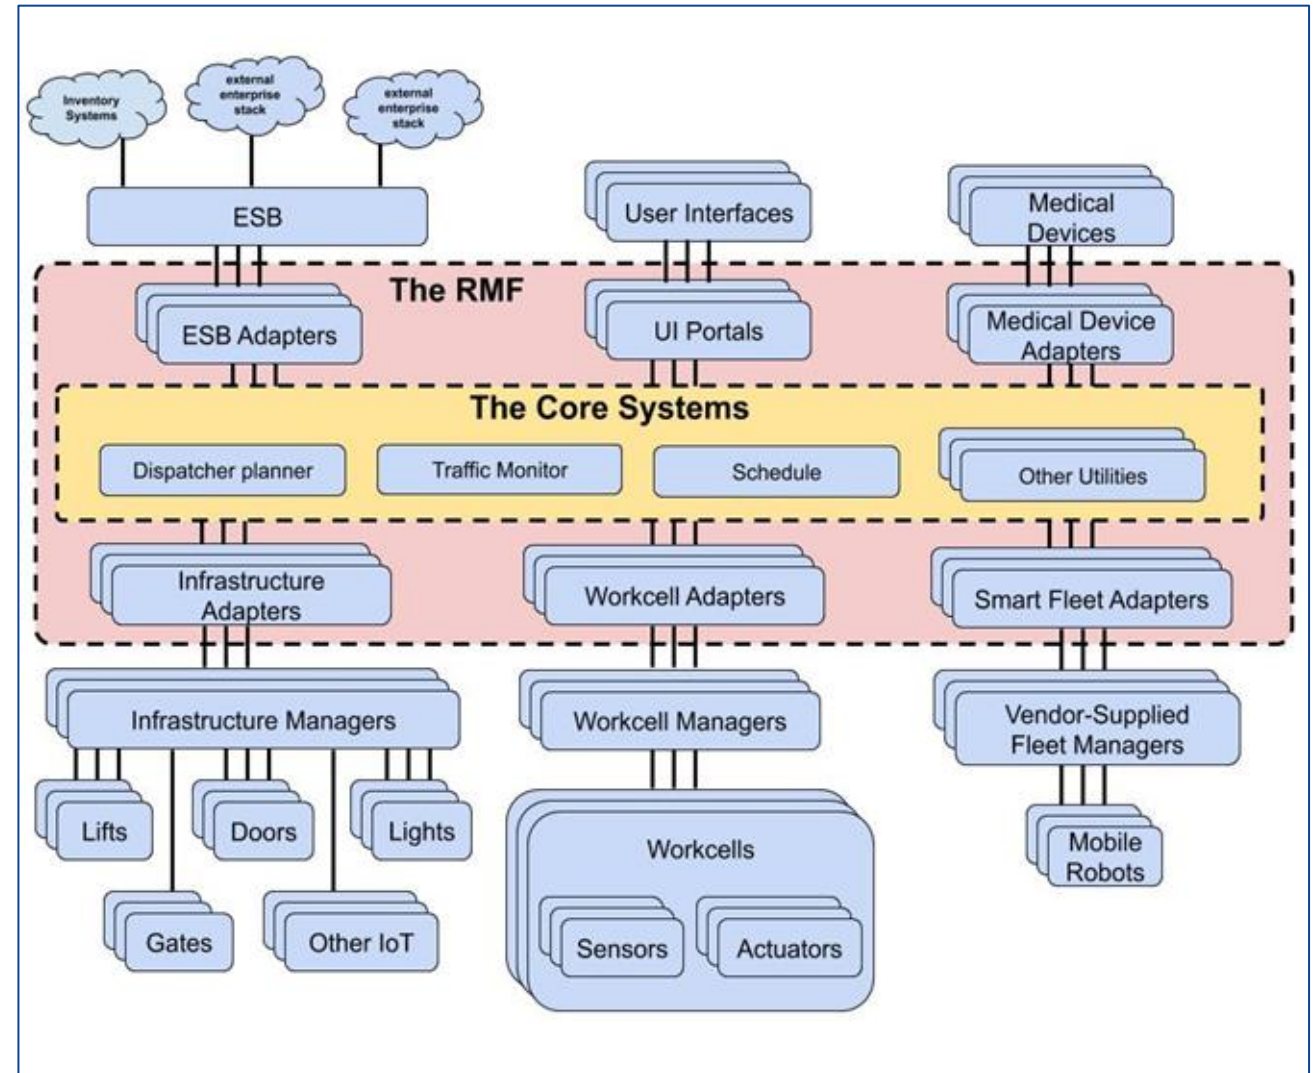 Inventory
Systems
external
enterprise
stack
external
enterprise
stack
ESB
User Interfaces
Medical
Devices
The RMF
ESB Adapters
UI Portals
Medical Device
Adapters
The Core Systems
Dispatcher planner
Traffic Monitor
Schedule
Other Utilities
Infrastructure
Adapters
Workcell Adapters
Smart Fleet Adapters
Infrastructure Managers
Workcell Managers
Vendor-Supplied
Fleet Managers
Lifts
Doors
Lights
Workcells
Mobile
Robots
Gates
Other IoT
Sensors
Actuators